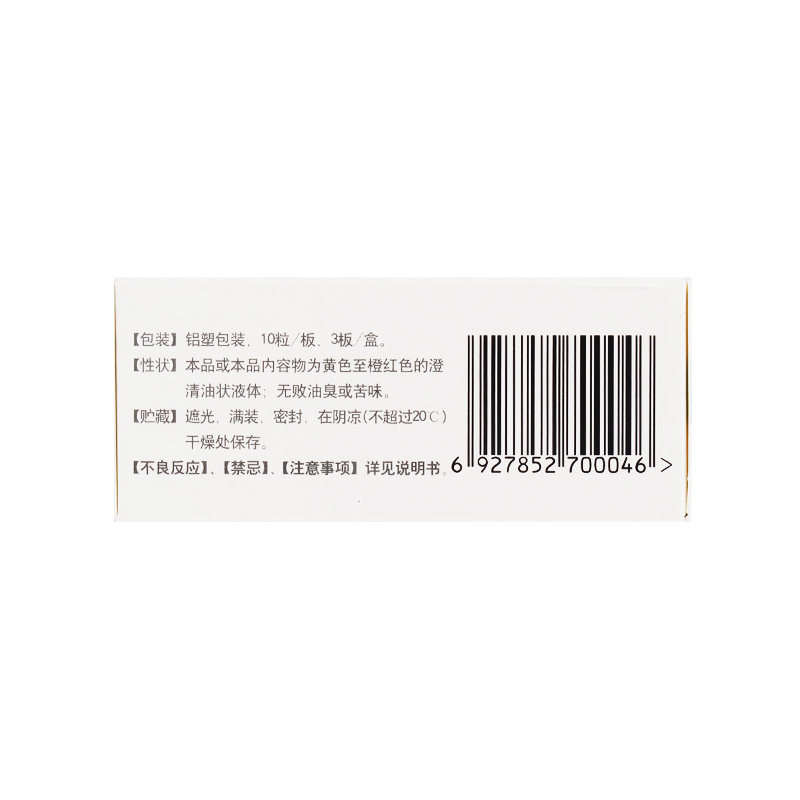 【包装】铝塑包装，10粒/板，3板/盒。
【性状】本品或本品内容物为黄色至橙红色的澄
清油状液体；无败油臭或苦味。
【贮藏】遮光，满装，密封，在阴凉(不超过20℃)
干燥处保存。
【不良反应】、【禁忌】、【注意事项】详见说明书。
6 927852 700046 >